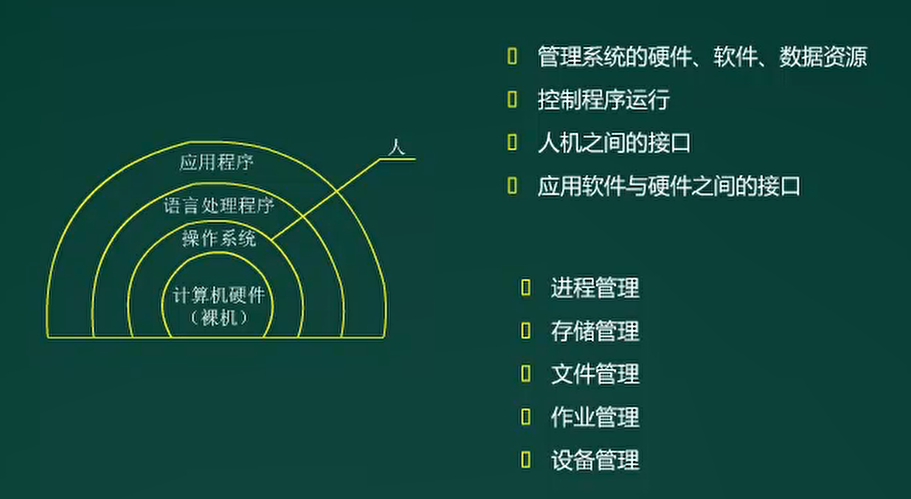 人
应用程序
语言处理程序
操作系统
计算机硬件
（裸机）
管理系统的硬件、软件、数据资源
控制程序运行
人机之间的接口
应用软件与硬件之间的接口
进程管理
存储管理
文件管理
作业管理
设备管理